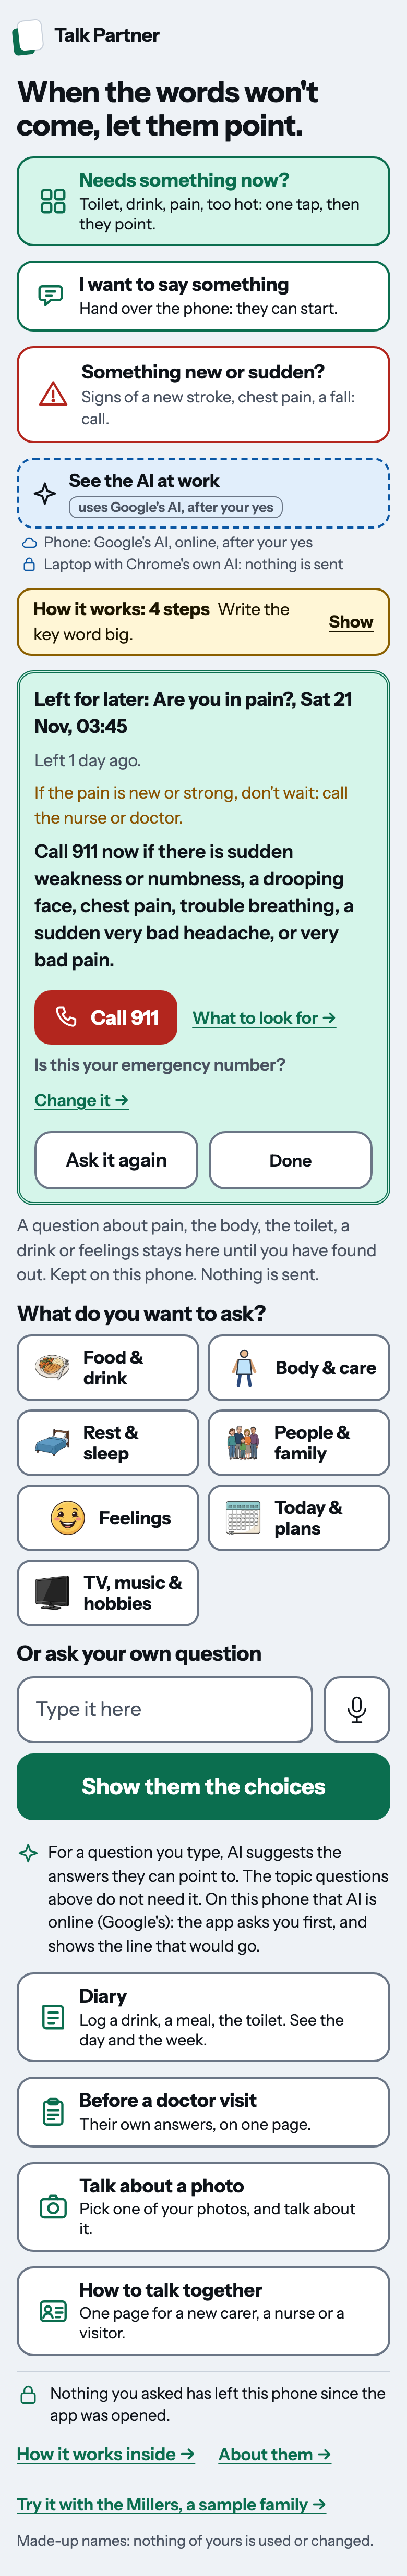 Talk Partner
When the words won't
come, let them point.
Needs something now?
Toilet, drink, pain, too hot: one tap, then
they point.
I want to say something
Hand over the phone: they can start.
Something new or sudden?
Signs of a new stroke, chest pain, a fall:
call.
See the AI at work
uses Google's AI, after your yes
Phone: Google's AI, online, after your yes
Laptop with Chrome's own AI: nothing is sent
How it works: 4 steps Write the
key word big.
Show
Left for later: Are you in pain?, Sat 21
Nov, 03:45
Left 1 day ago.
If the pain is new or strong, don't wait: call
the nurse or doctor.
Call 911 now if there is sudden
weakness or numbness, a drooping
face, chest pain, trouble breathing, a
sudden very bad headache, or very
bad pain.
Call 911
What to look for →
Is this your emergency number?
Change it →
Ask it again
Done
A question about pain, the body, the toilet, a
drink or feelings stays here until you have found
out. Kept on this phone. Nothing is sent.
What do you want to ask?
Food &
drink
Body & care
Rest &
sleep
People &
family
Feelings
Today &
plans
TV, music &
hobbies
Or ask your own question
Type it here
Show them the choices
For a question you type, AI suggests the
answers they can point to. The topic questions
above do not need it. On this phone that AI is
online (Google's): the app asks you first, and
shows the line that would go.
Diary
Log a drink, a meal, the toilet. See the
day and the week.
Before a doctor visit
Their own answers, on one page.
Talk about a photo
Pick one of your photos, and talk about
it.
How to talk together
One page for a new carer, a nurse or a
visitor.
Nothing you asked has left this phone since the
app was opened.
How it works inside →
About them →
Try it with the Millers, a sample family →
Made-up names: nothing of yours is used or changed.